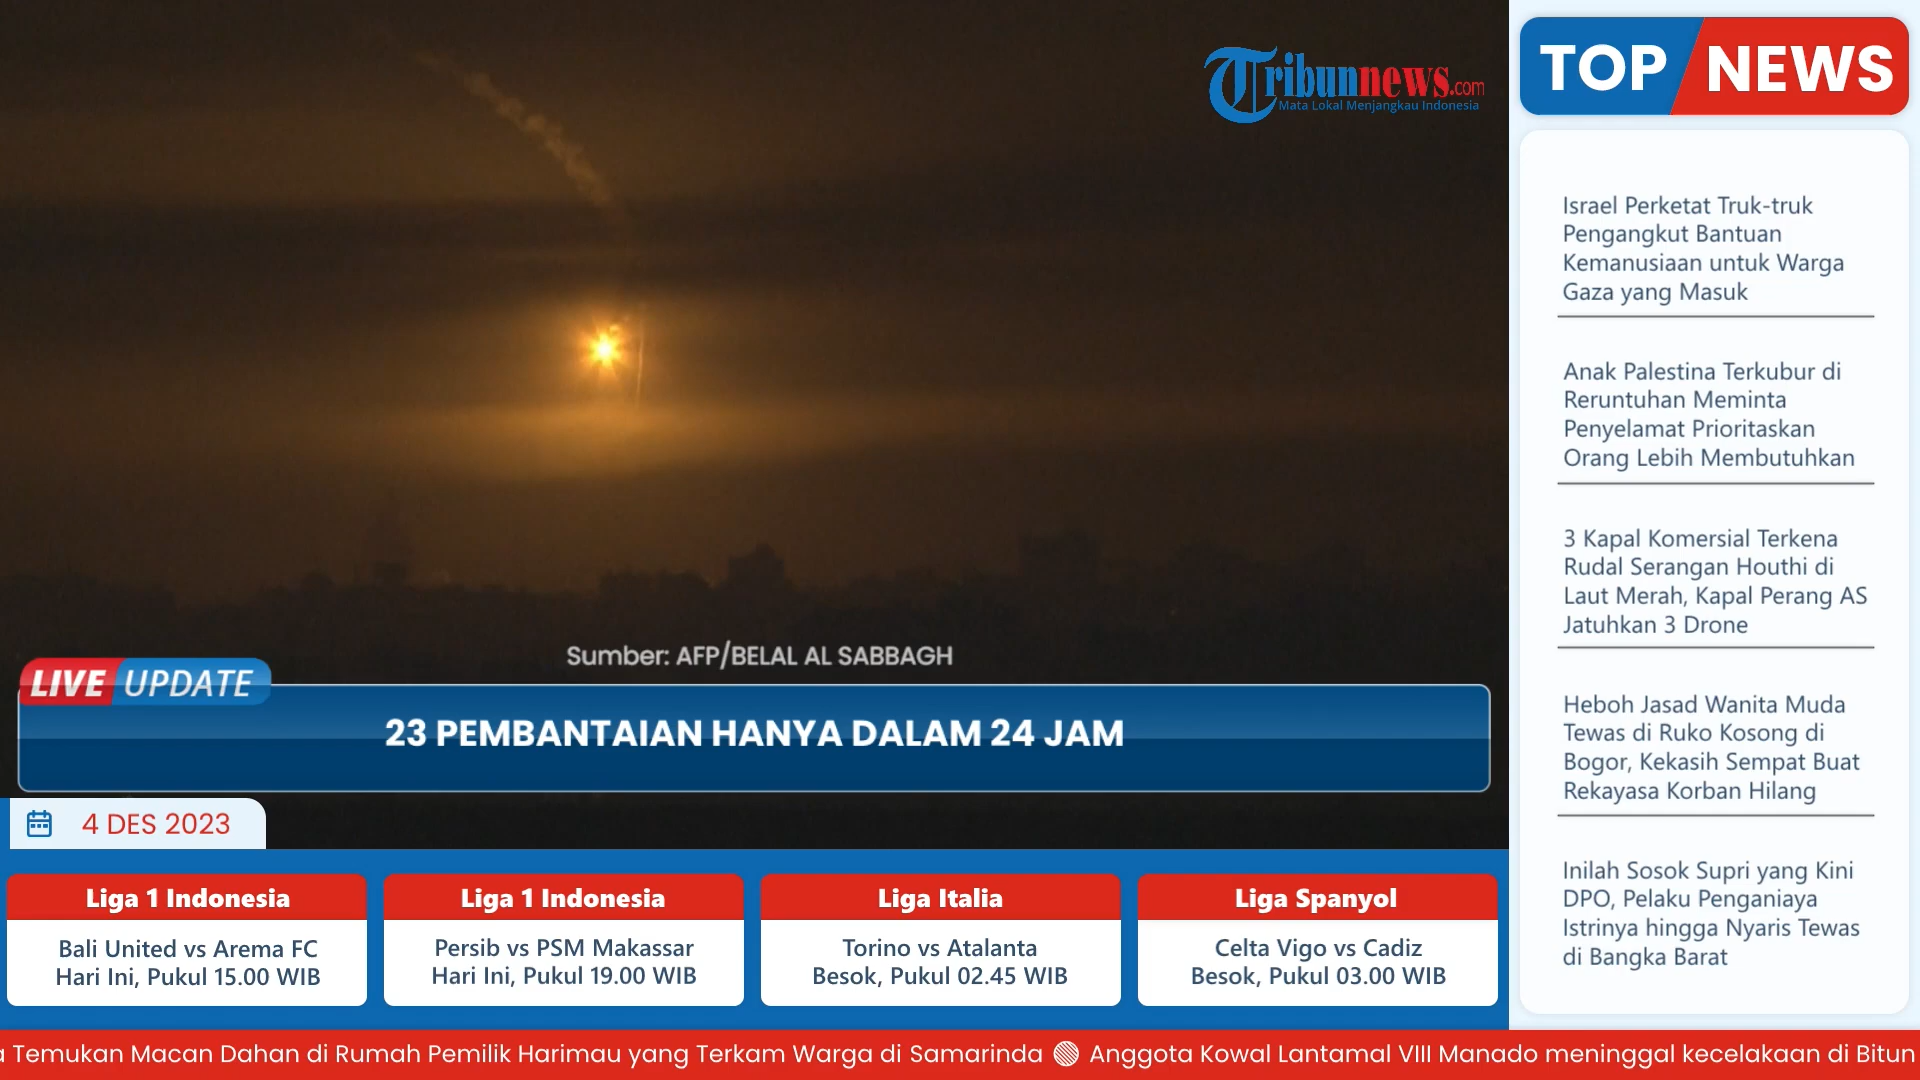 Tribunnews.com
Mata Lokal Menjangkau Indonesia
TOP NEWS
Israel Perketat Truk-truk
Pengangkut Bantuan
Kemanusiaan untuk Warga
Gaza yang Masuk
Anak Palestina Terkubur di
Reruntuhan Meminta
Penyelamat Prioritaskan
Orang Lebih Membutuhkan
3 Kapal Komersial Terkena
Rudal Serangan Houthi di
Laut Merah, Kapal Perang AS
Jatuhkan 3 Drone
Heboh Jasad Wanita Muda
Tewas di Ruko Kosong di
Bogor, Kekasih Sempat Buat
Rekayasa Korban Hilang
Inilah Sosok Supri yang Kini
DPO, Pelaku Penganiaya
Istrinya hingga Nyaris Tewas
di Bangka Barat
Sumber: AFP/BELAL AL SABBAGH
LIVE UPDATE
23 PEMBANTAIAN HANYA DALAM 24 JAM
4 DES 2023
Liga 1 Indonesia
Bali United vs Arema FC
Hari Ini, Pukul 15.00 WIB
Liga 1 Indonesia
Persib vs PSM Makassar
Hari Ini, Pukul 19.00 WIB
Liga Italia
Torino vs Atalanta
Besok, Pukul 02.45 WIB
Liga Spanyol
Celta Vigo vs Cadiz
Besok, Pukul 03.00 WIB
a Temukan Macan Dahan di Rumah Pemilik Harimau yang Terkam Warga di Samarinda Anggota Kowal Lantamal VIII Manado meninggal kecelakaan di Bitun